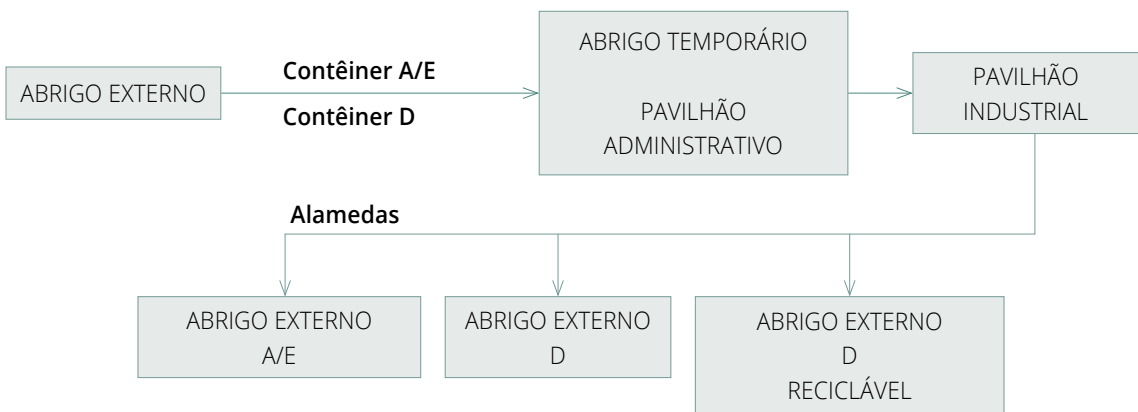 ABRIGO EXTERNO
Contêiner A/E
Contêiner D
ABRIGO TEMPORÁRIO
PAVILHÃO
ADMINISTRATIVO
PAVILHÃO
INDUSTRIAL
Alamedas
ABRIGO EXTERNO
A/E
ABRIGO EXTERNO
D
ABRIGO EXTERNO
D
RECICLÁVEL